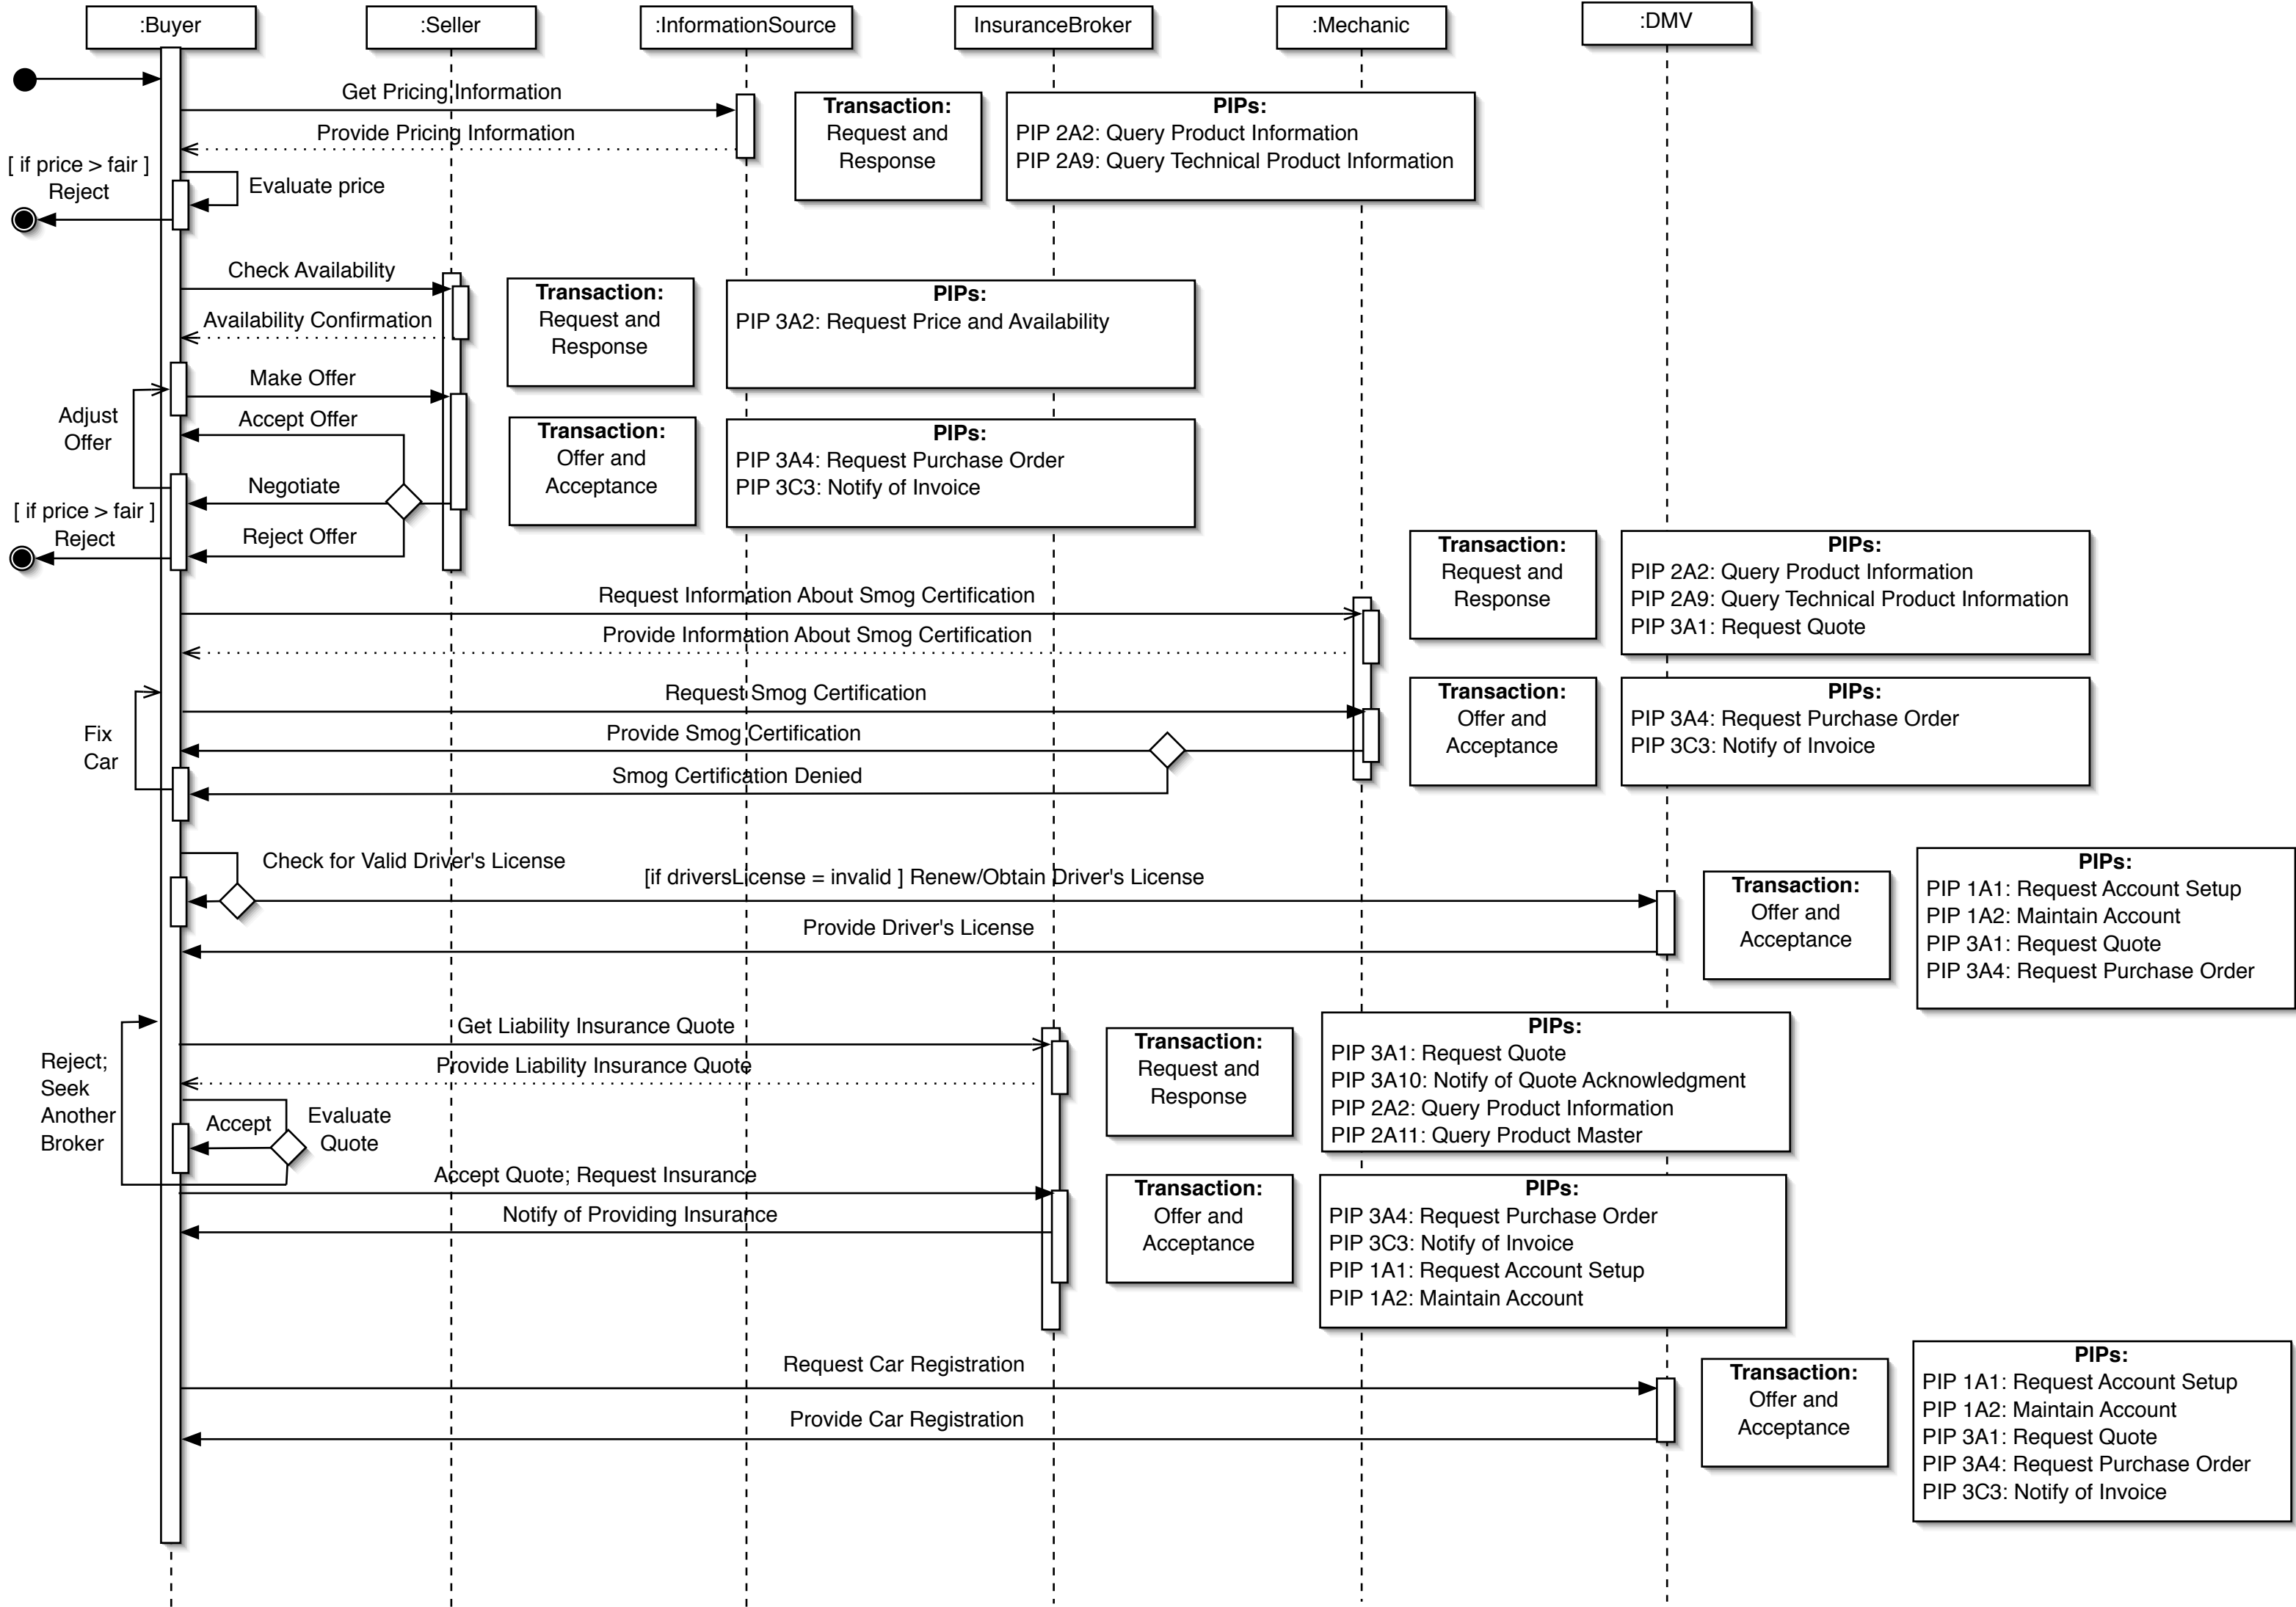 :Buyer
:Seller
:InformationSource
InsuranceBroker
:Mechanic
:DMV
Get Pricing Information
Provide Pricing Information
[ if price > fair ]
Reject
Evaluate price
Transaction:
Request and
Response
PIPs:
PIP 2A2: Query Product Information
PIP 2A9: Query Technical Product Information
Check Availability
Availability Confirmation
Transaction:
Request and
Response
PIPs:
PIP 3A2: Request Price and Availability
Make Offer
Adjust
Offer
Accept Offer
Negotiate
[ if price > fair ]
Reject
Reject Offer
Transaction:
Offer and
Acceptance
PIPs:
PIP 3A4: Request Purchase Order
PIP 3C3: Notify of Invoice
Request Information About Smog Certification
Provide Information About Smog Certification
Transaction:
Request and
Response
PIPs:
PIP 2A2: Query Product Information
PIP 2A9: Query Technical Product Information
PIP 3A1: Request Quote
Request Smog Certification
Fix
Car
Provide Smog Certification
Smog Certification Denied
Transaction:
Offer and
Acceptance
PIPs:
PIP 3A4: Request Purchase Order
PIP 3C3: Notify of Invoice
Check for Valid Driver's License
[if driversLicense = invalid ] Renew/Obtain Driver's License
Provide Driver's License
Transaction:
Offer and
Acceptance
PIPs:
PIP 1A1: Request Account Setup
PIP 1A2: Maintain Account
PIP 3A1: Request Quote
PIP 3A4: Request Purchase Order
Get Liability Insurance Quote
Provide Liability Insurance Quote
Reject;
Seek
Another
Broker
Accept
Evaluate
Quote
Transaction:
Request and
Response
PIPs:
PIP 3A1: Request Quote
PIP 3A10: Notify of Quote Acknowledgment
PIP 2A2: Query Product Information
PIP 2A11: Query Product Master
Accept Quote; Request Insurance
Notify of Providing Insurance
Transaction:
Offer and
Acceptance
PIPs:
PIP 3A4: Request Purchase Order
PIP 3C3: Notify of Invoice
PIP 1A1: Request Account Setup
PIP 1A2: Maintain Account
Request Car Registration
Provide Car Registration
Transaction:
Offer and
Acceptance
PIPs:
PIP 1A1: Request Account Setup
PIP 1A2: Maintain Account
PIP 3A1: Request Quote
PIP 3A4: Request Purchase Order
PIP 3C3: Notify of Invoice